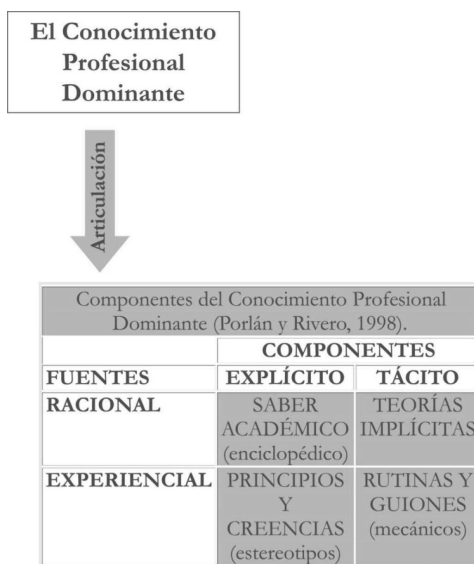 El Conocimiento
Profesional
Dominante
Articulación
Componentes del Conocimiento Profesional
Dominante (Porlán y Rivero, 1998).
COMPONENTES
FUENTES EXPLÍCITO TÁCITO
RACIONAL SABER TEORÍAS
ACADÉMICO IMPLÍCITAS
(enciclopédico)
EXPERIENCIAL PRINCIPIOS RUTINAS Y
Y GUIONES
CREENCIAS (mecánicos)
(estereotipos)